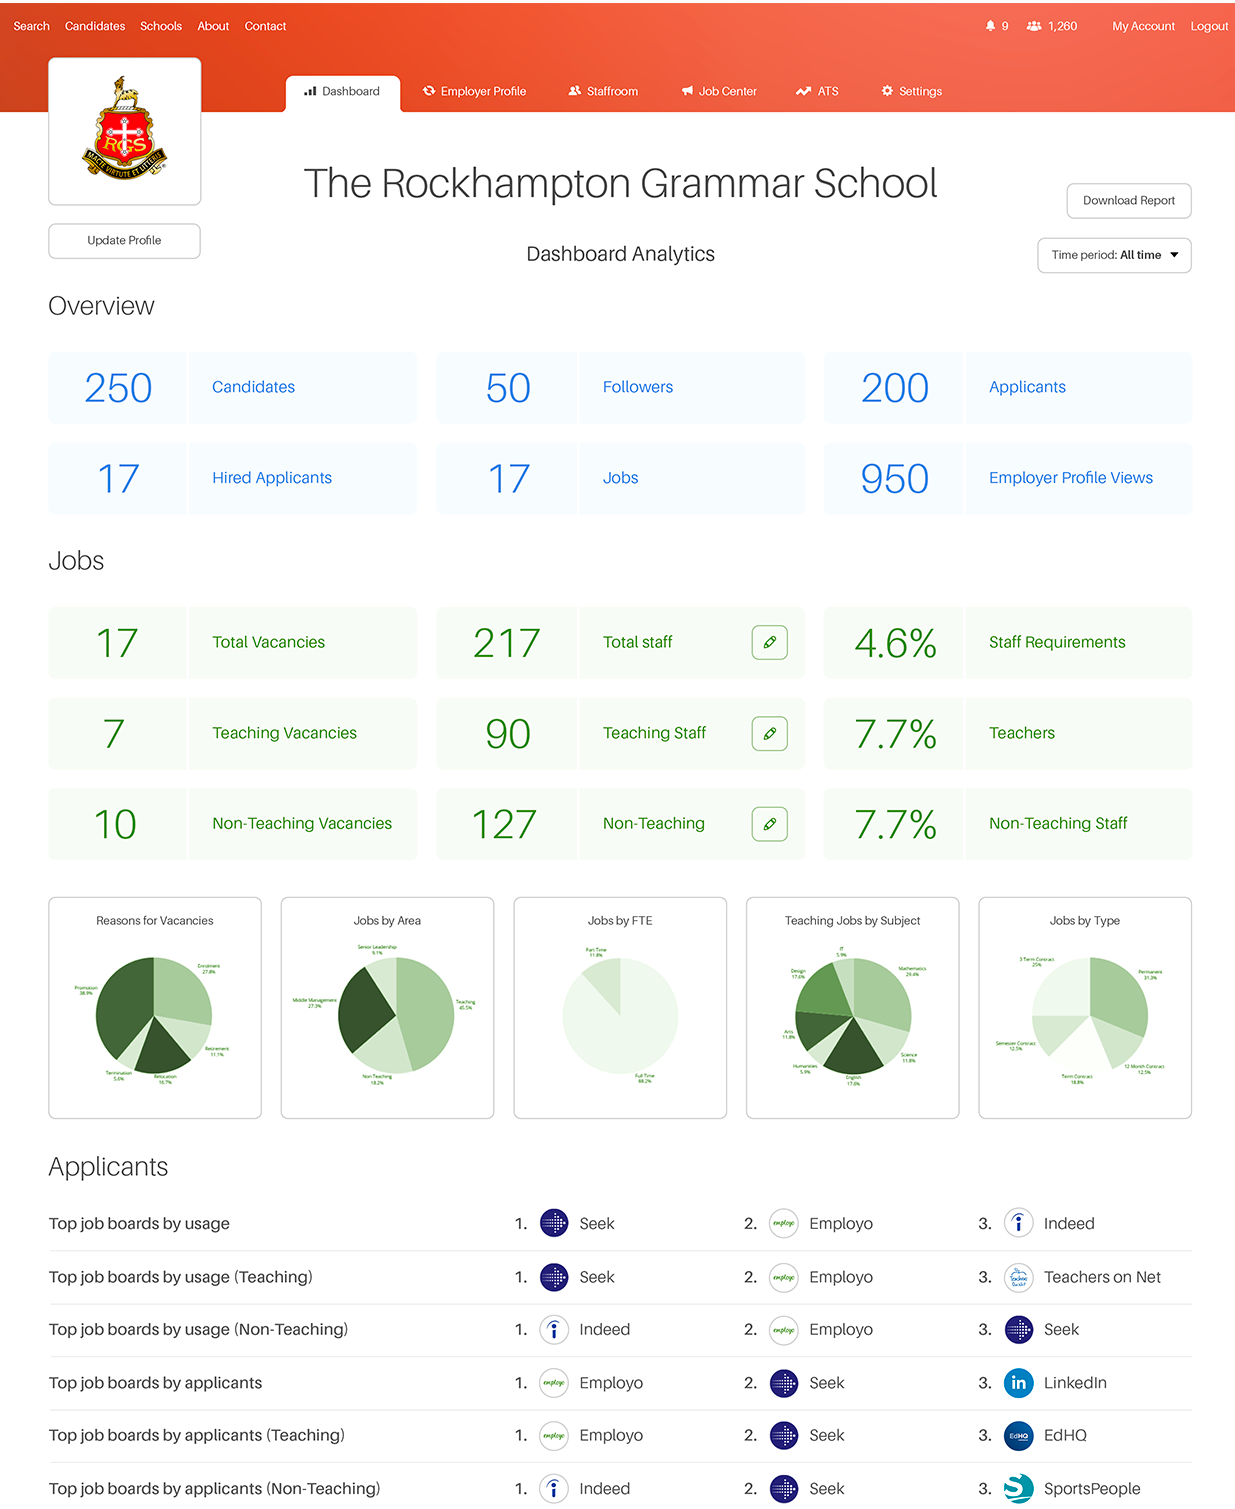 Search Candidates Schools About Contact 9 1,260 My Account Logout
Dashboard Employer Profile Staffroom Job Center ATS Settings
RGS
MACTE VIRTUTE ET LITTERIS
The Rockhampton Grammar School
Download Report
Update Profile
Dashboard Analytics
Time period: All time
Overview
250 Candidates 50 Followers 200 Applicants
17 Hired Applicants 17 Jobs 950 Employer Profile Views
Jobs
17 Total Vacancies 217 Total staff 4.6% Staff Requirements
7 Teaching Vacancies 90 Teaching Staff 7.7% Teachers
10 Non-Teaching Vacancies 127 Non-Teaching 7.7% Non-Teaching Staff
Reasons for Vacancies
Enrolment
27.8%
Retirement
11.1%
Relocation
16.7%
Termination
5.6%
Promotion
38.9%
Jobs by Area
Senior Leadership
9.1%
Teaching
45.5%
Non Teaching
18.2%
Middle Management
27.3%
Jobs by FTE
Part Time
11.8%
Full Time
88.2%
Teaching Jobs by Subject
IT
5.9%
Mathematics
29.4%
Science
11.8%
English
17.6%
Humanities
5.9%
Arts
11.8%
Design
17.6%
Jobs by Type
3 Term Contract
25%
Permanent
31.3%
12 Month Contract
12.5%
Term Contract
18.8%
Semester Contract
12.5%
Applicants
Top job boards by usage 1. Seek 2. employo Employo 3. Indeed
Top job boards by usage (Teaching) 1. Seek 2. employo Employo 3. Teachers on Net
Top job boards by usage (Non-Teaching) 1. Indeed 2. employo Employo 3. Seek
Top job boards by applicants 1. employo Employo 2. Seek 3. in LinkedIn
Top job boards by applicants (Teaching) 1. employo Employo 2. Seek 3. EdHQ EdHQ
Top job boards by applicants (Non-Teaching) 1. Indeed 2. Seek 3. SportsPeople